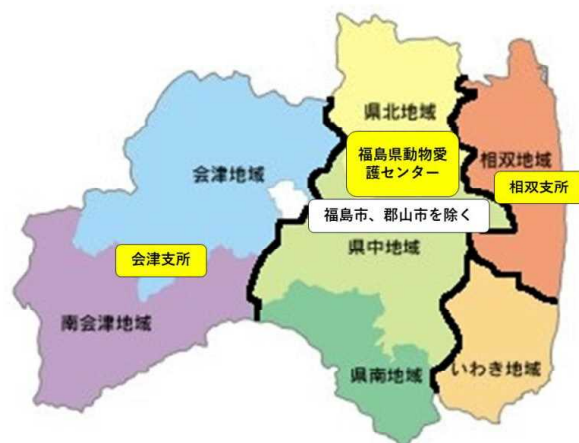 県北地域
福島県動物愛
護センター
相双地域
会津地域
相双支所
福島市、郡山市を除く
県中地域
会津支所
南会津地域
県南地域
いわき地域